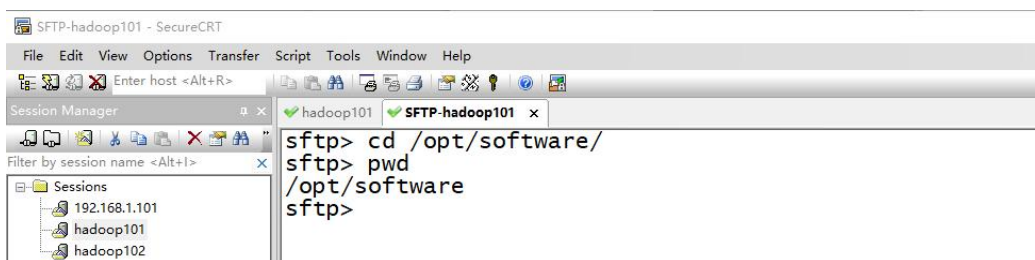 SFTP-hadoop101 - SecureCRT
File Edit View Options Transfer Script Tools Window Help
Enter host <Alt+R>
Session Manager
hadoop101 SFTP-hadoop101 x
Filter by session name <Alt+I> x
Sessions
192.168.1.101
hadoop101
hadoop102
sftp> cd /opt/software/
sftp> pwd
/opt/software
sftp>